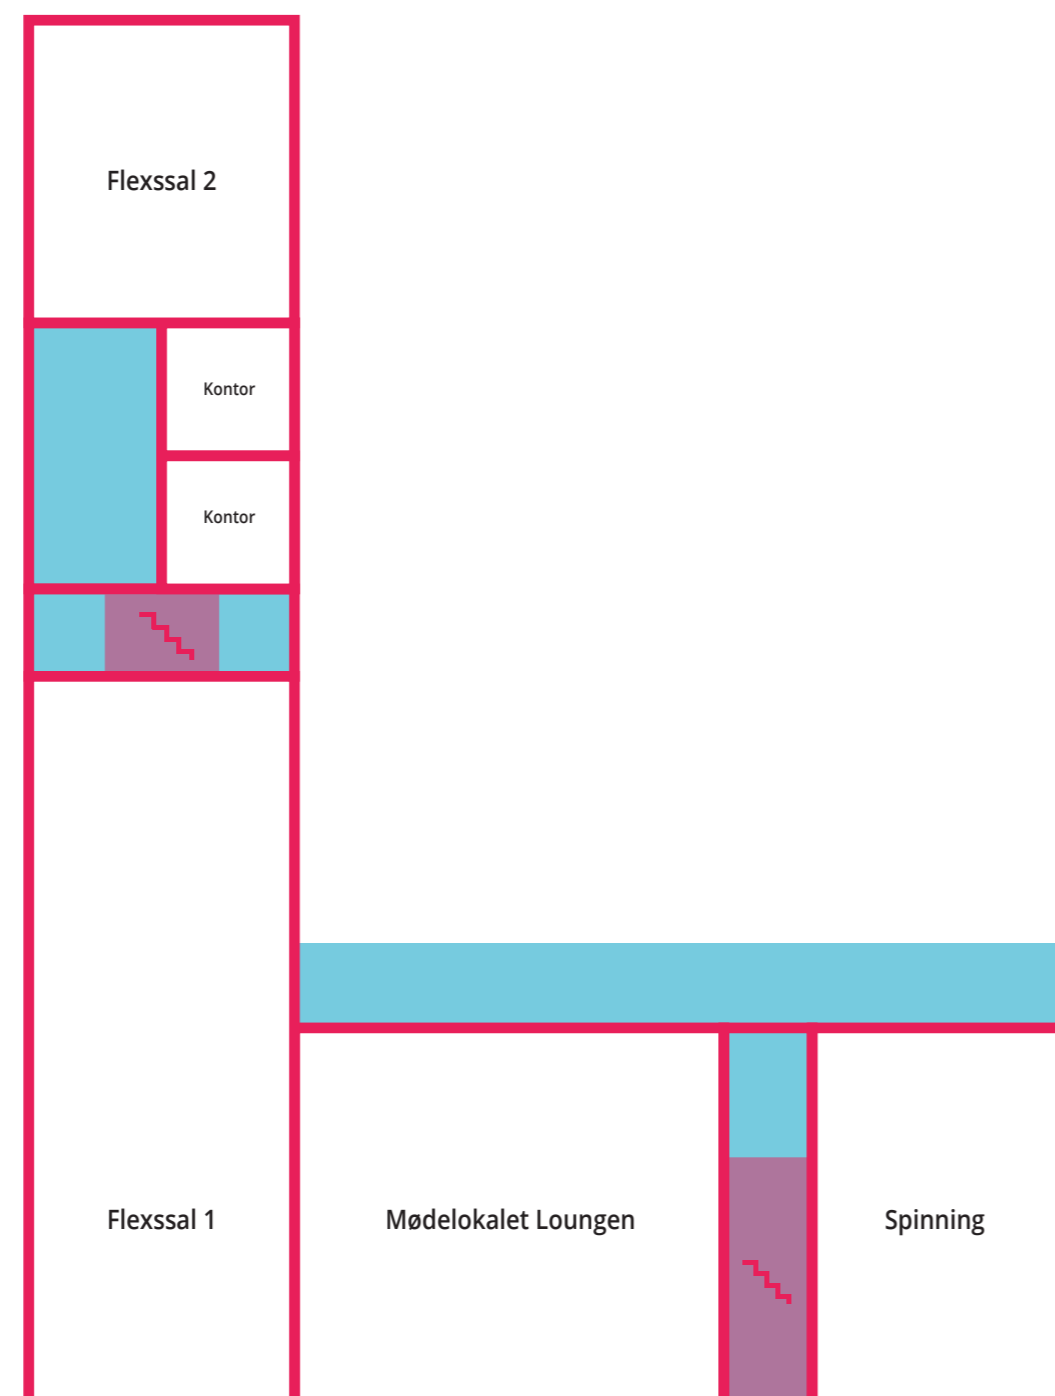 Flexssal 2
Kontor
Kontor
Flexssal 1
Mødelokalet Loungen
Spinning